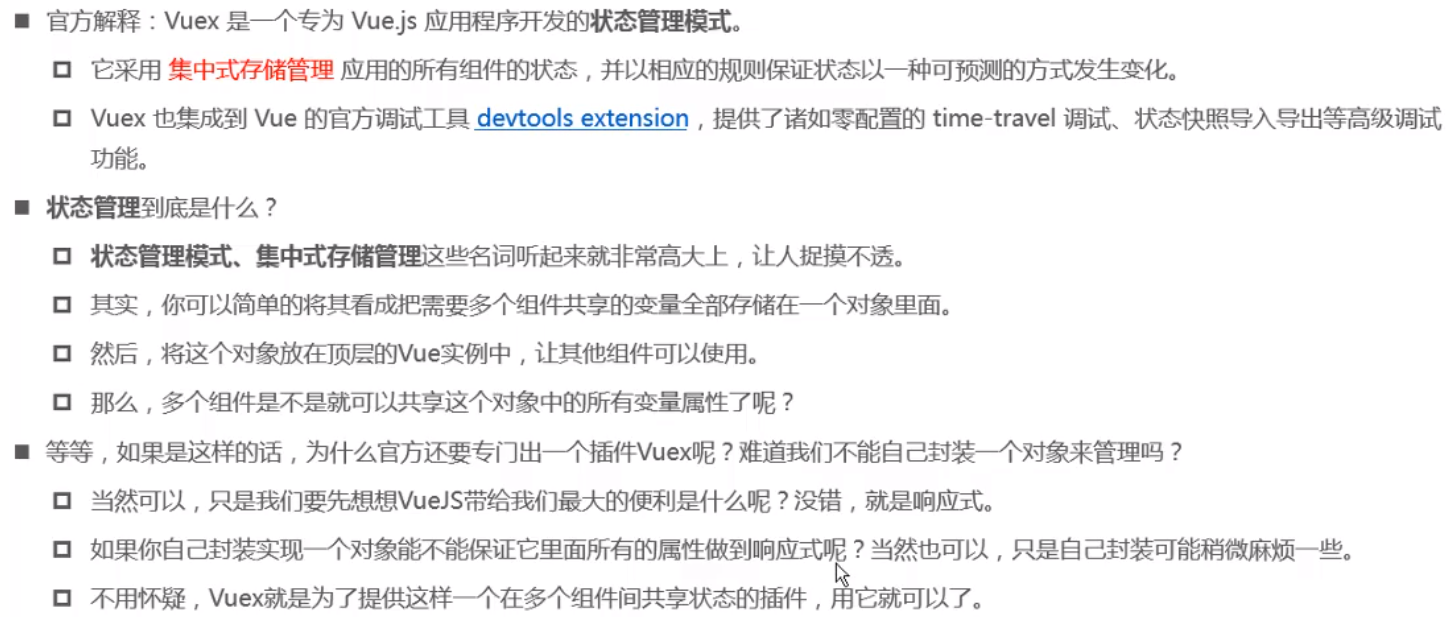 官方解释：Vuex 是一个专为 Vue.js 应用程序开发的状态管理模式。
它采用 集中式存储管理 应用的所有组件的状态，并以相应的规则保证状态以一种可预测的方式发生变化。
Vuex 也集成到 Vue 的官方调试工具 devtools extension，提供了诸如零配置的 time-travel 调试、状态快照导入导出等高级调试
功能。
状态管理到底是什么？
状态管理模式、集中式存储管理这些名词听起来就非常高大上，让人捉摸不透。
其实，你可以简单的将其看成把需要多个组件共享的变量全部存储在一个对象里面。
然后，将这个对象放在顶层的Vue实例中，让其他组件可以使用。
那么，多个组件是不是就可以共享这个对象中的所有变量属性了呢？
等等，如果是这样的话，为什么官方还要专门出一个插件Vuex呢？难道我们不能自己封装一个对象来管理吗？
当然可以，只是我们要先想想VueJS带给我们最大的便利是什么呢？没错，就是响应式。
如果你自己封装实现一个对象能不能保证它里面所有的属性做到响应式呢？当然也可以，只是自己封装可能稍微麻烦一些。
不用怀疑，Vuex就是为了提供这样一个在多个组件间共享状态的插件，用它就可以了。